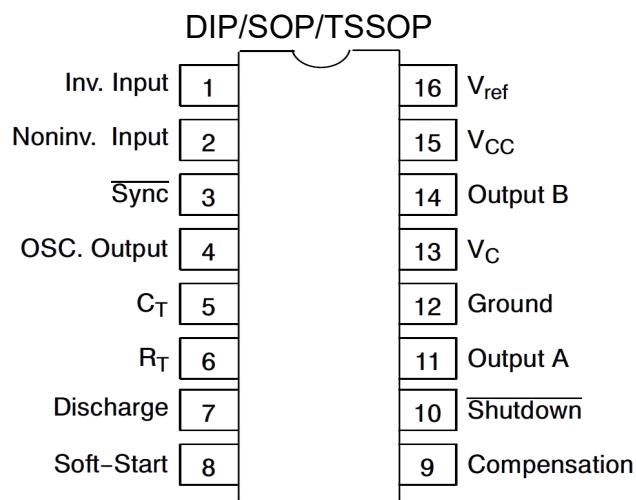 DIP/SOP/TSSOP
Inv. Input 1 16 Vref
Noninv. Input 2 15 VCC
Sync 3 14 Output B
OSC. Output 4 13 VC
CT 5 12 Ground
RT 6 11 Output A
Discharge 7 10 Shutdown
Soft−Start 8 9 Compensation